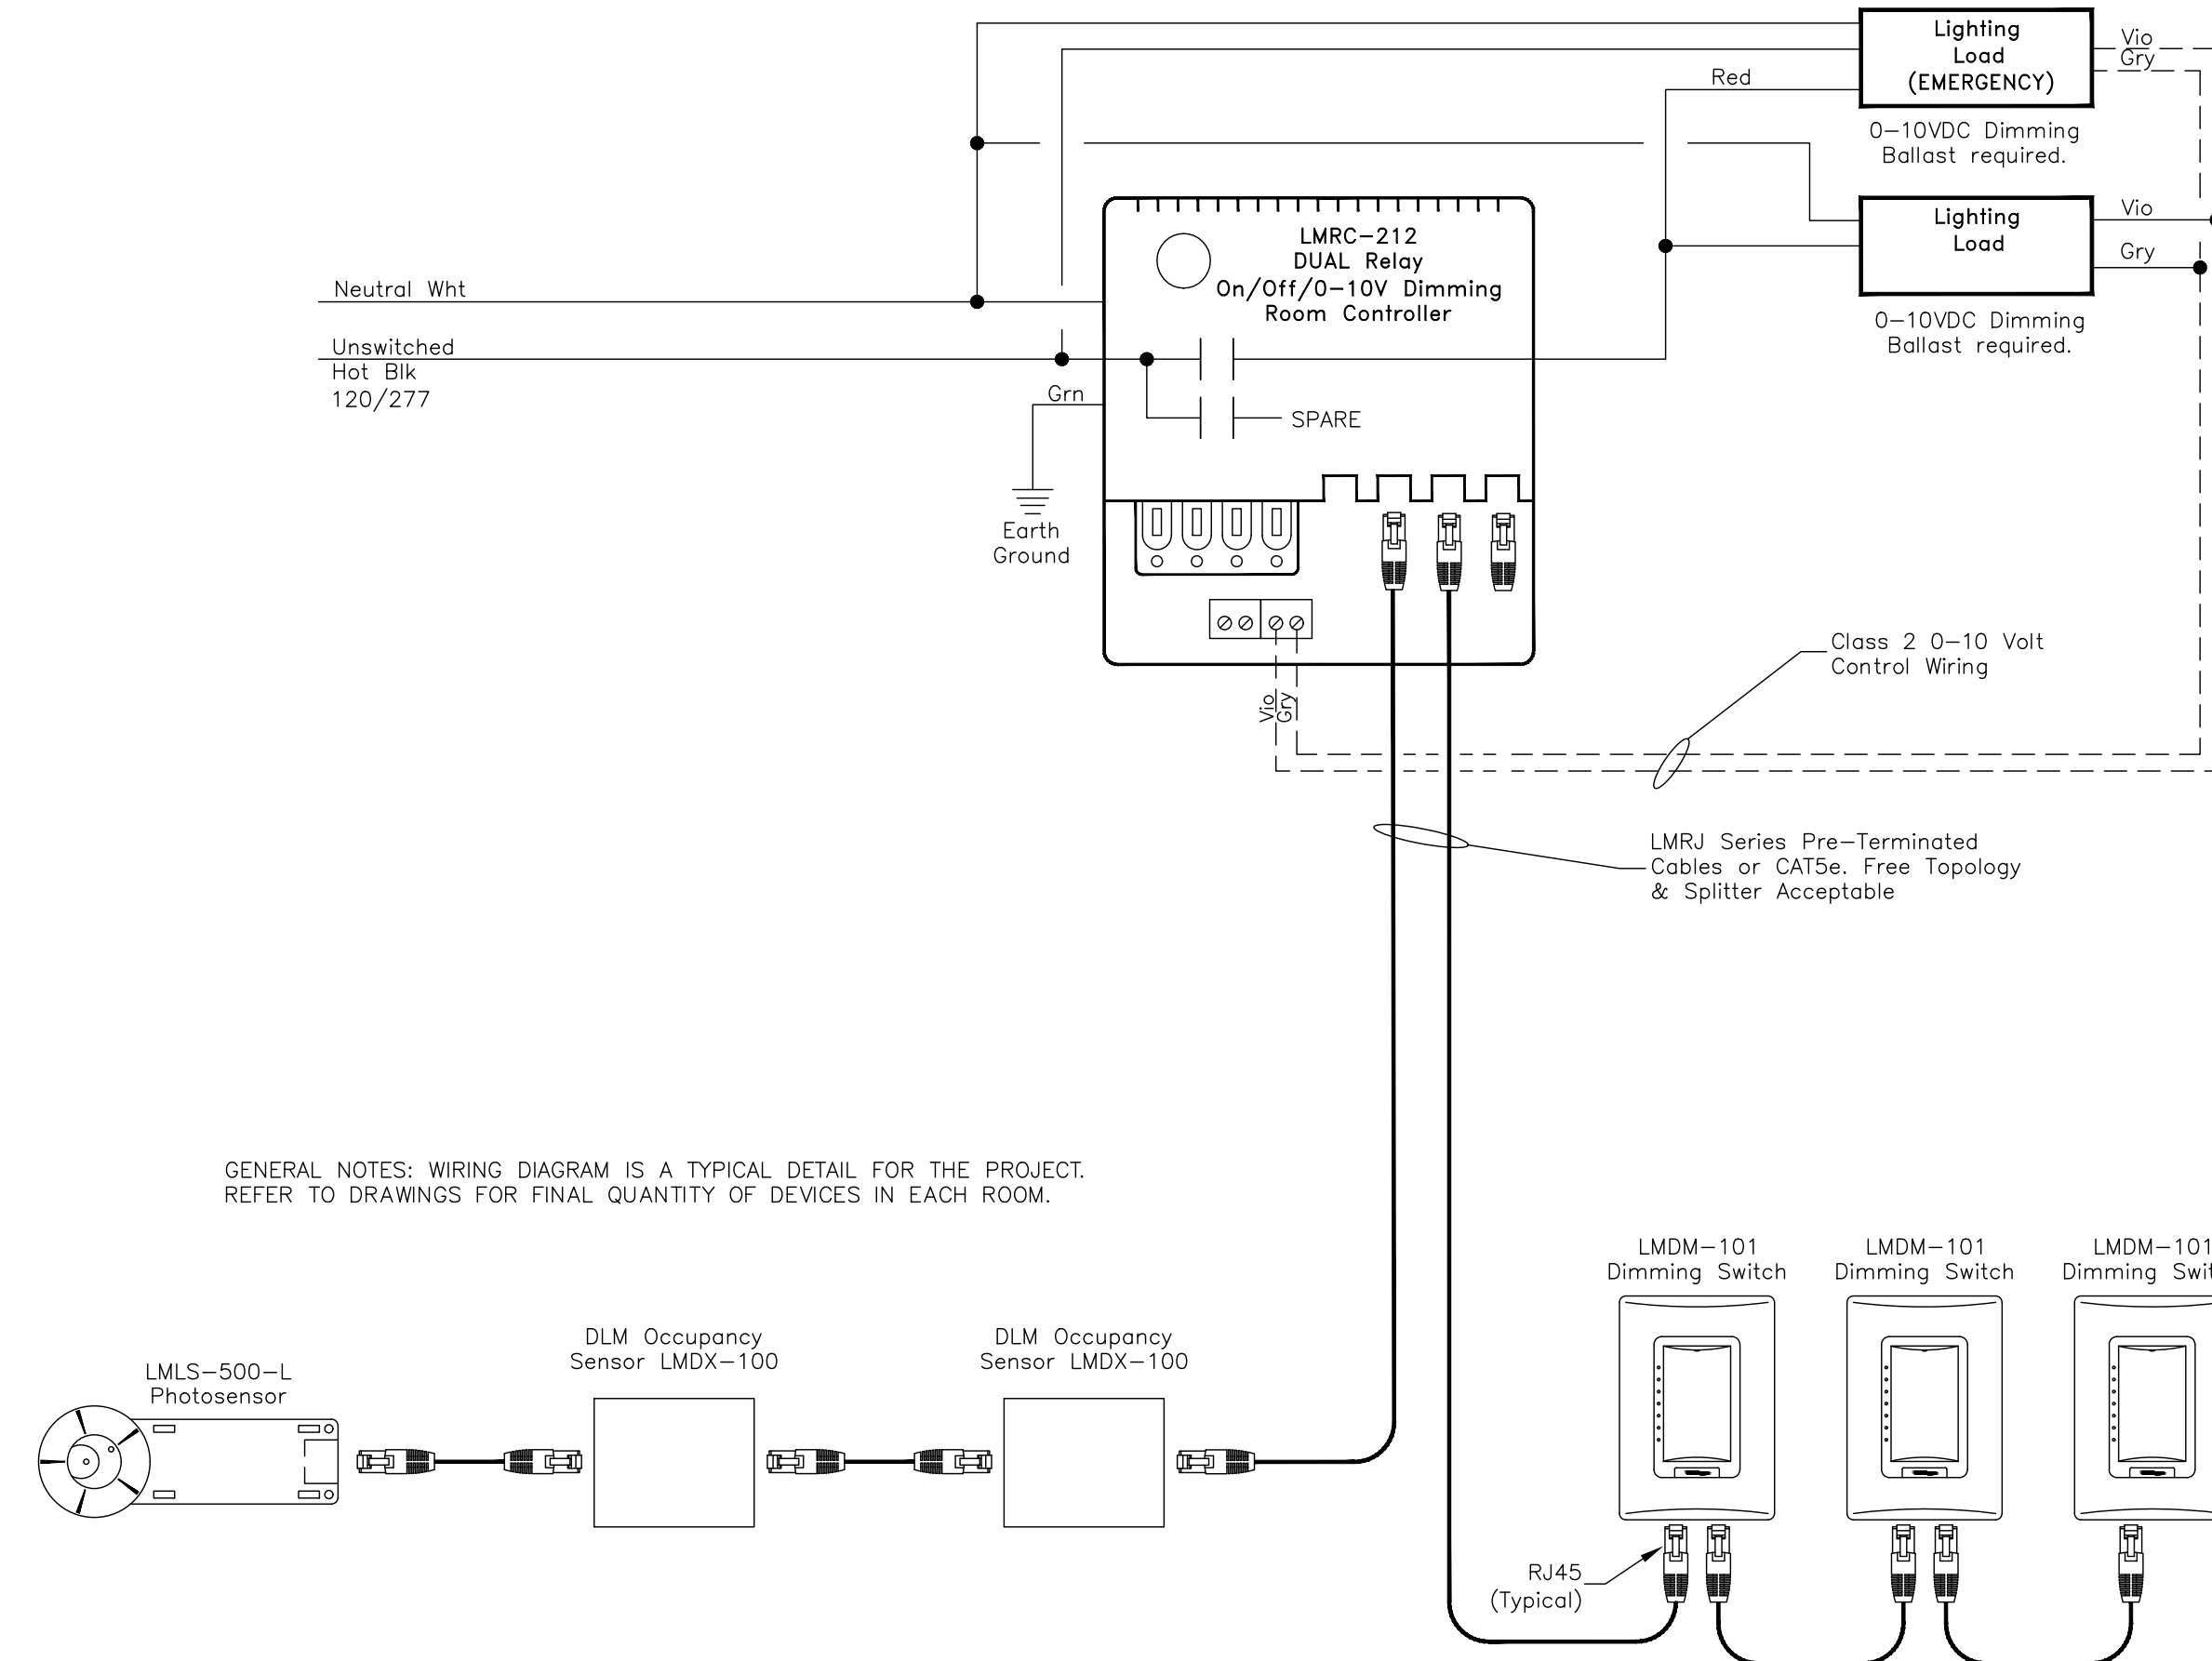 Lighting
Load
(EMERGENCY)
Vio
Gry
Red
0-10VDC Dimming
Ballast required.
Lighting
Load
Vio
Gry
0-10VDC Dimming
Ballast required.
LMRC-212
DUAL Relay
On/Off/0-10V Dimming
Room Controller
Neutral Wht
Unswitched
Hot Blk
120/277
Grn
SPARE
Earth
Ground
Vio
Gry
Class 2 0-10 Volt
Control Wiring
LMRJ Series Pre-Terminated
Cables or CAT5e. Free Topology
& Splitter Acceptable
GENERAL NOTES: WIRING DIAGRAM IS A TYPICAL DETAIL FOR THE PROJECT.
REFER TO DRAWINGS FOR FINAL QUANTITY OF DEVICES IN EACH ROOM.
LMDM-101
Dimming Switch
LMDM-101
Dimming Switch
LMDM-101
Dimming Swit
DLM Occupancy
Sensor LMDX-100
DLM Occupancy
Sensor LMDX-100
LMLS-500-L
Photosensor
RJ45
(Typical)